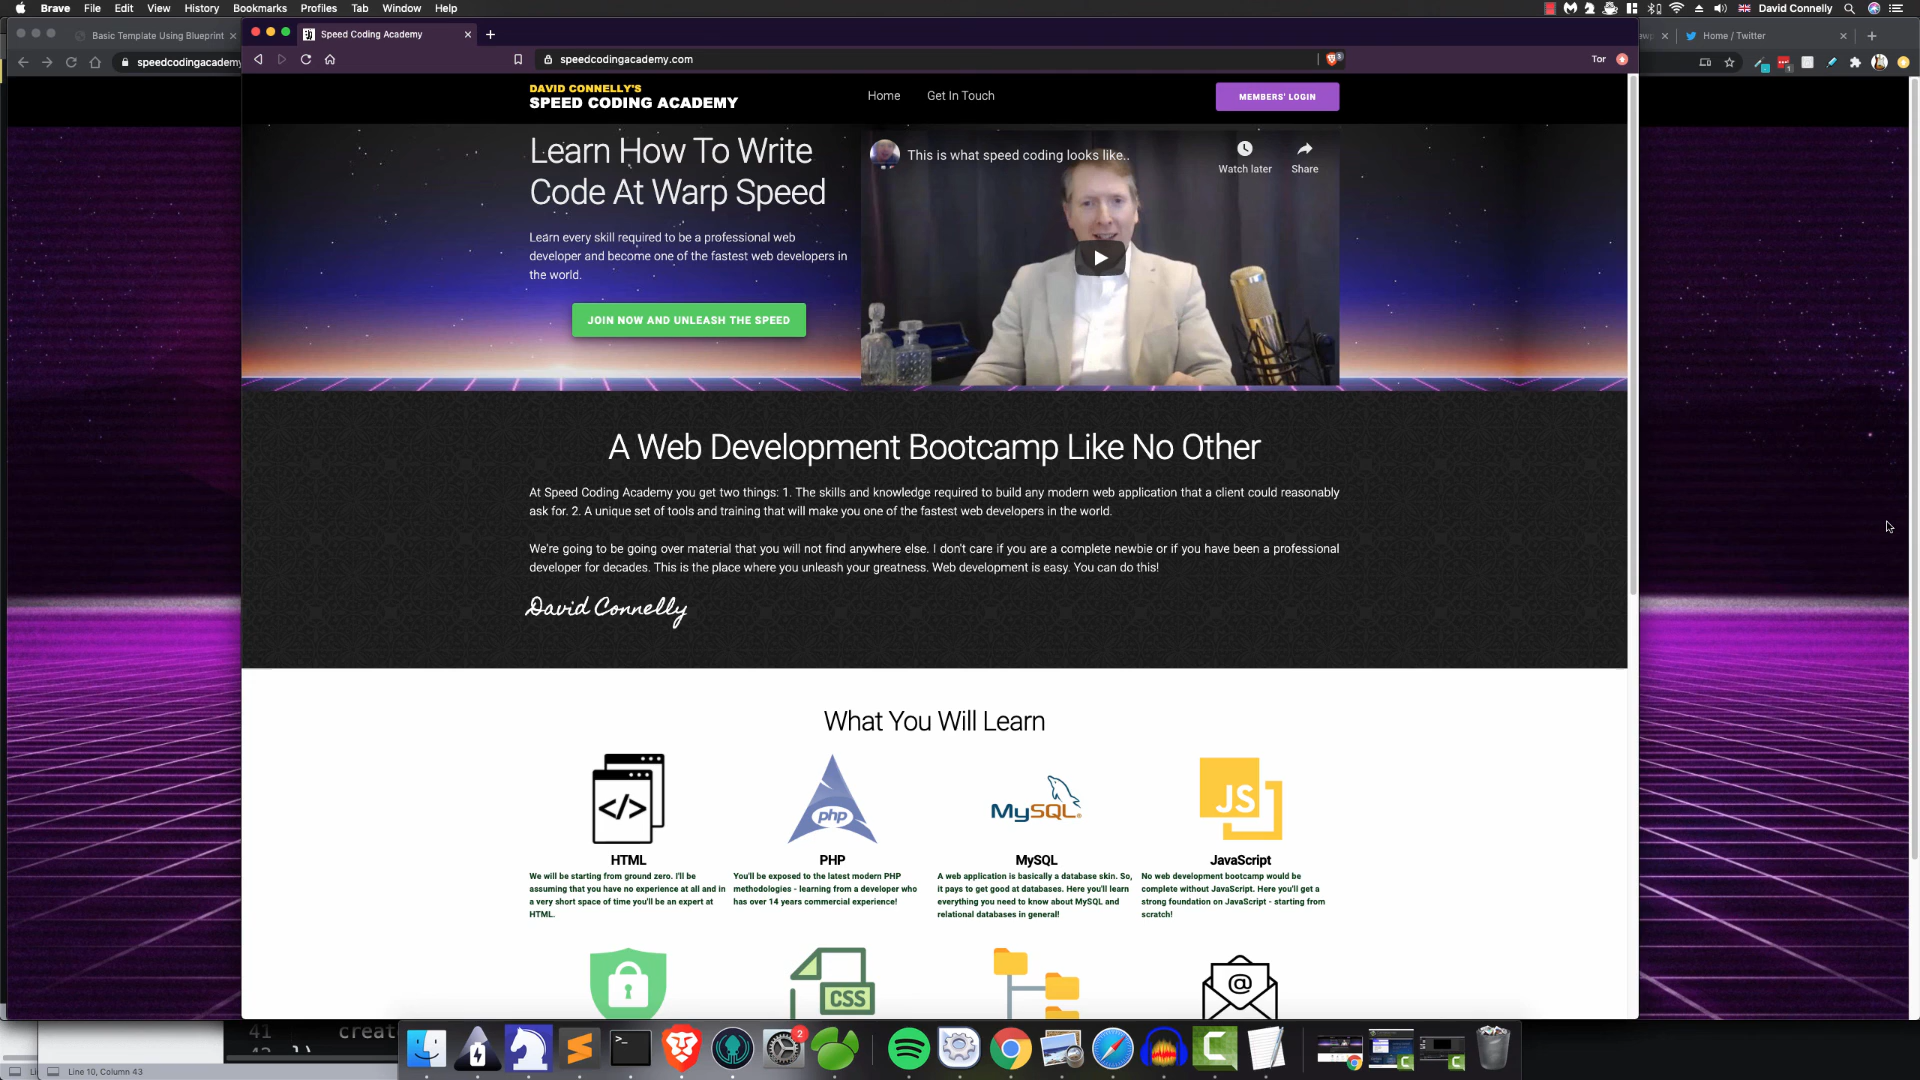 Brave File Edit View History Bookmarks Profiles Tab Window Help
David Connelly
Basic Template Using Blueprint
Speed Coding Academy
Home / Twitter
speedcodingacademy
speedcodingacademy.com
Tor
DAVID CONNELLY'S
SPEED CODING ACADEMY
Home
Get In Touch
MEMBERS' LOGIN
Learn How To Write
Code At Warp Speed
Learn every skill required to be a professional web
developer and become one of the fastest web developers in
the world.
JOIN NOW AND UNLEASH THE SPEED
This is what speed coding looks like..
Watch later
Share
A Web Development Bootcamp Like No Other
At Speed Coding Academy you get two things: 1. The skills and knowledge required to build any modern web application that a client could reasonably
ask for. 2. A unique set of tools and training that will make you one of the fastest web developers in the world.
We're going to be going over material that you will not find anywhere else. I don't care if you are a complete newbie or if you have been a professional
developer for decades. This is the place where you unleash your greatness. Web development is easy. You can do this!
David Connelly
What You Will Learn
</>
php
MySQL
JS
HTML
We will be starting from ground zero. I'll be
assuming that you have no experience at all and in
a very short space of time you'll be an expert at
HTML.
PHP
You'll be exposed to the latest modern PHP
methodologies - learning from a developer who
has over 14 years commercial experience!
MySQL
A web application is basically a database skin. So,
it pays to get good at databases. Here you'll learn
everything you need to know about MySQL and
relational databases in general!
JavaScript
No web development bootcamp would be
complete without JavaScript. Here you'll get a
strong foundation on JavaScript - starting from
scratch!
CSS
@
41 creat
2
Line 10, Column 43